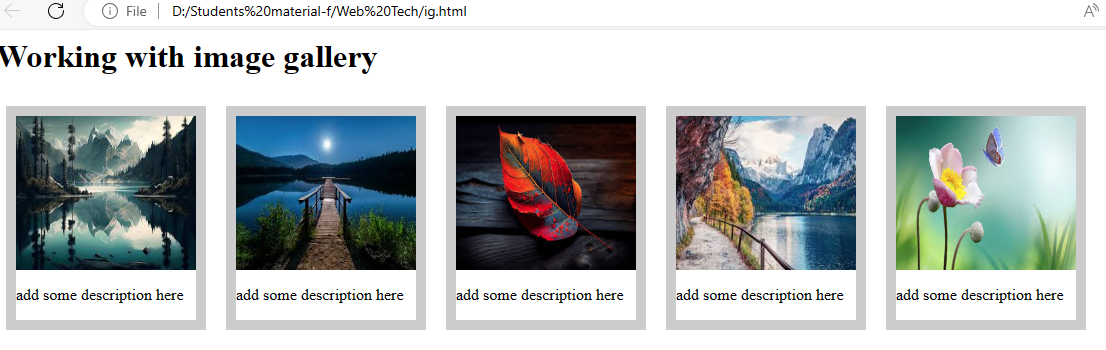 File D:/Students%20material-f/Web%20Tech/ig.html A
Working with image gallery
add some description here add some description here add some description here add some description here add some description here